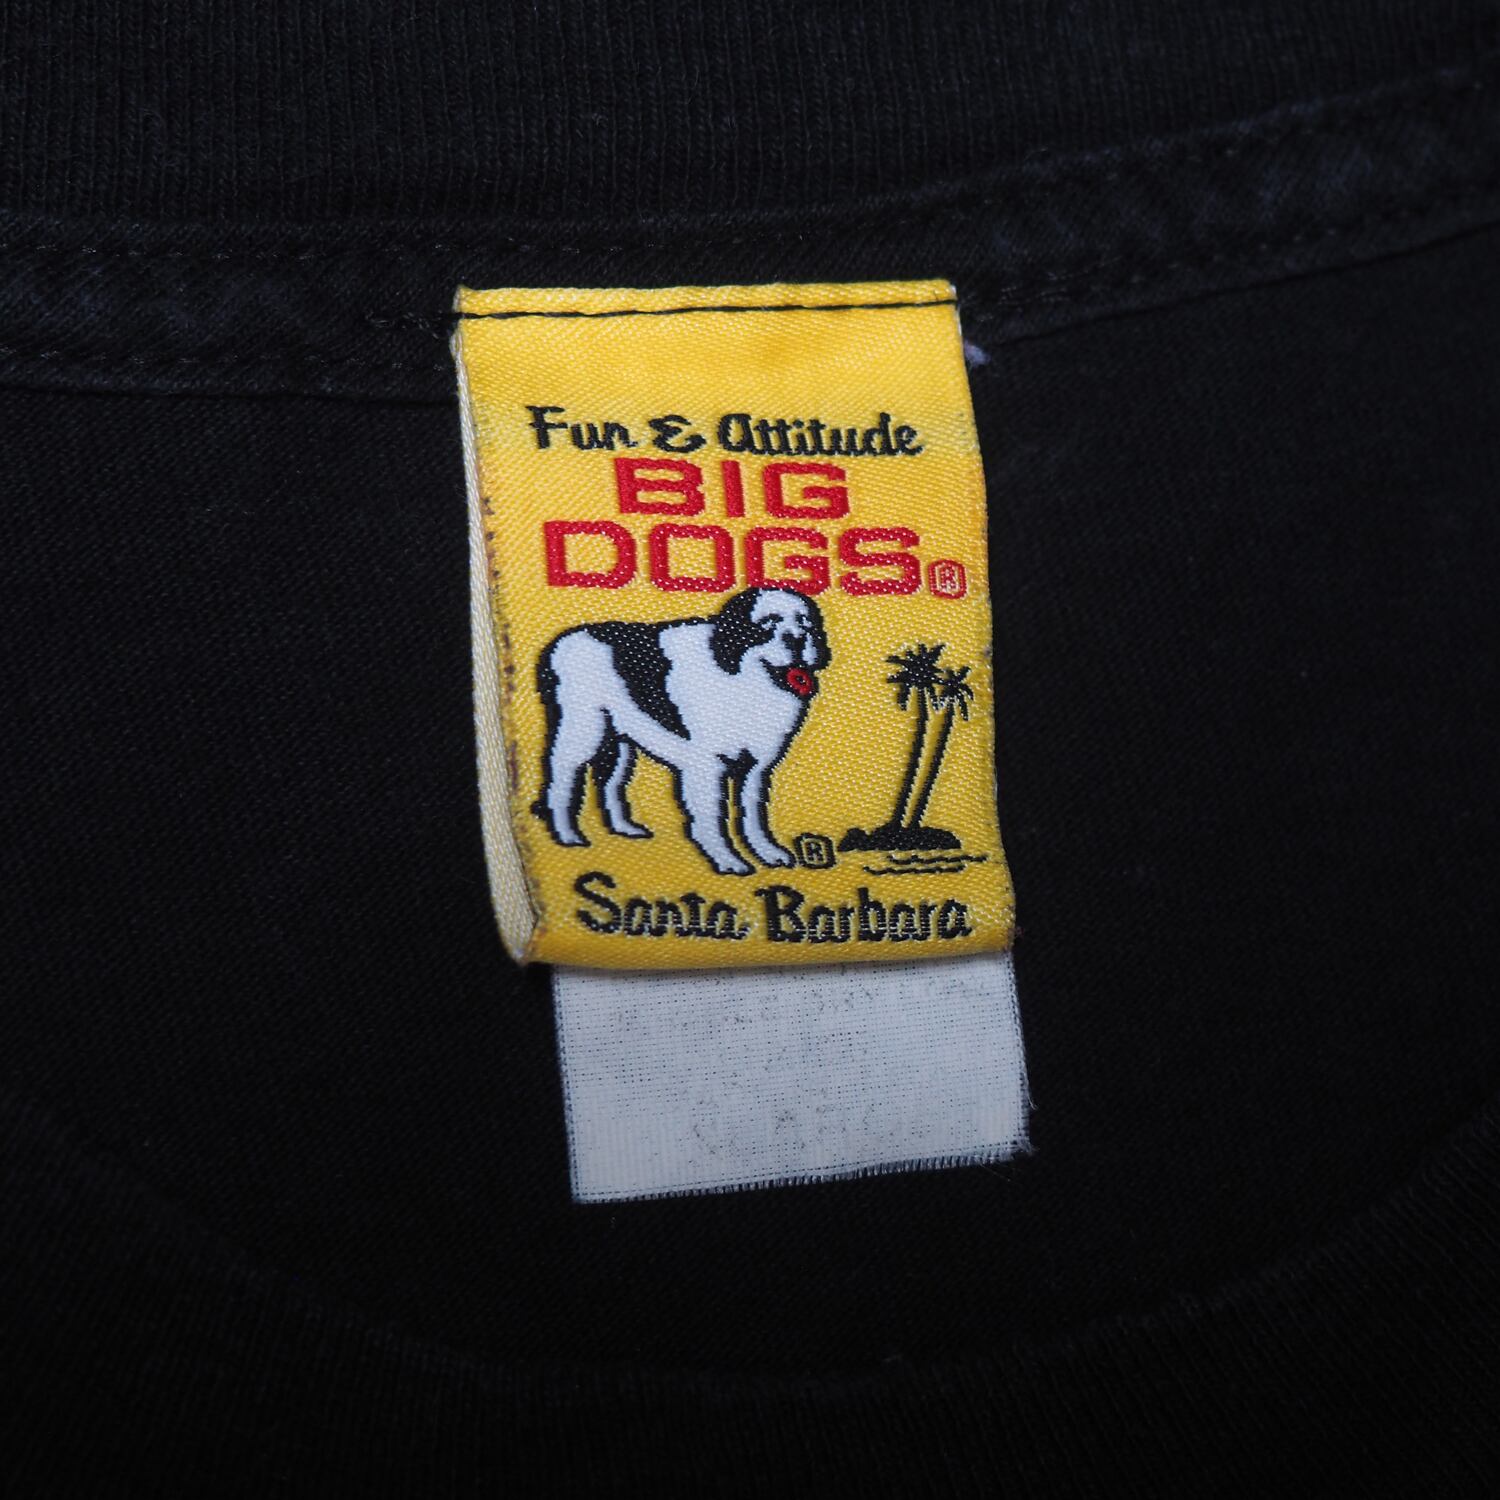 Fun & Attitude
BIG
DOGS®
®
Santa Barbara